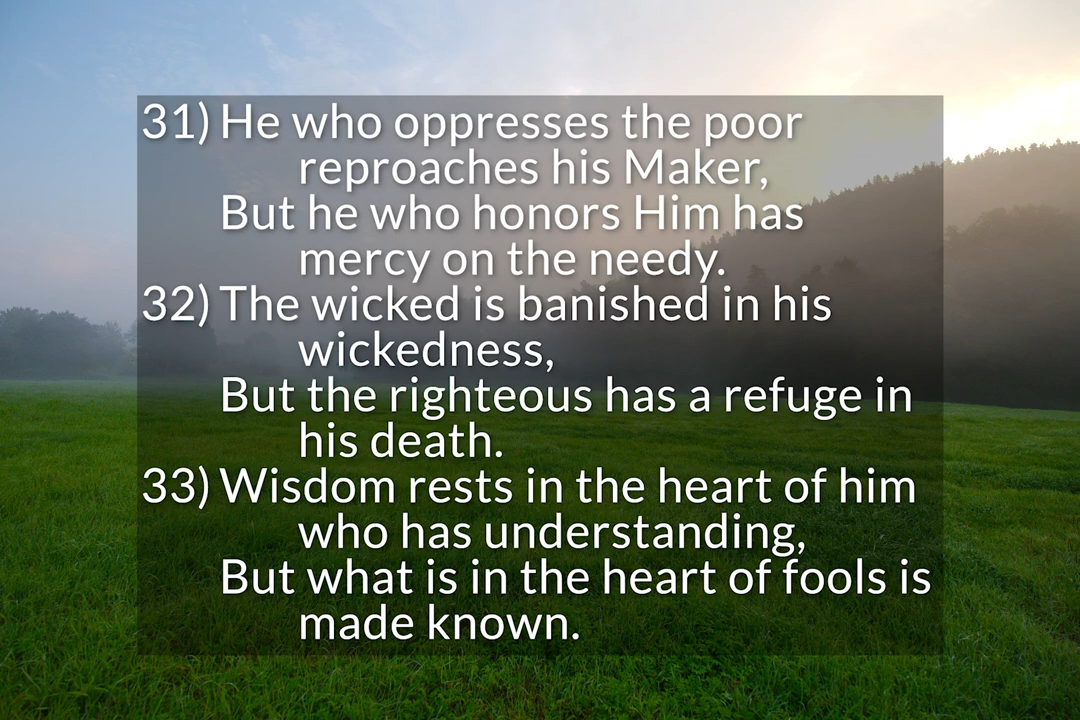 31) He who oppresses the poor
reproaches his Maker,
But he who honors Him has
mercy on the needy.
32) The wicked is banished in his
wickedness,
But the righteous has a refuge in
his death.
33) Wisdom rests in the heart of him
who has understanding,
But what is in the heart of fools is
made known.